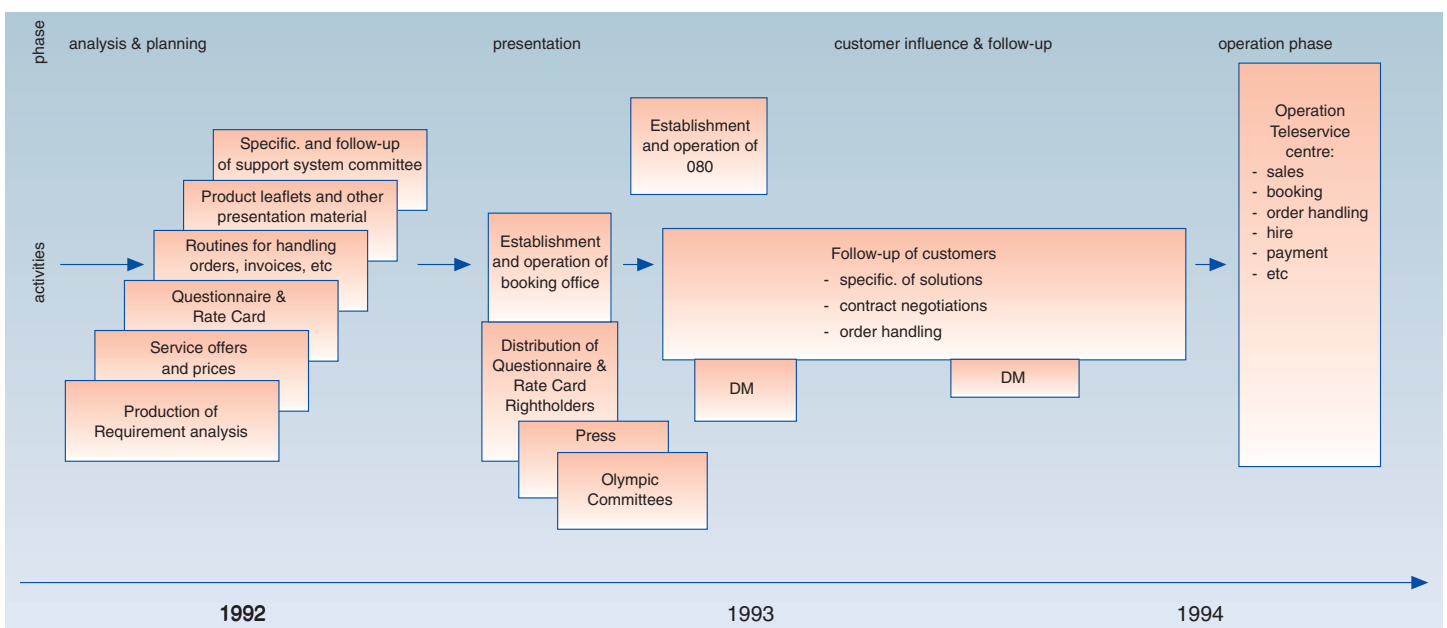 phase
analysis & planning
presentation
customer influence & follow-up
operation phase
activities
Specific. and follow-up
of support system committee
Product leaflets and other
presentation material
Routines for handling
orders, invoices, etc
Questionnaire &
Rate Card
Service offers
and prices
Production of
Requirement analysis
Establishment
and operation of
booking office
Distribution of
Questionnaire &
Rate Card
Rightholders
Press
Olympic
Committees
Establishment
and operation of
080
Follow-up of customers
- specific. of solutions
- contract negotiations
- order handling
DM
DM
Operation
Teleservice
centre:
- sales
- booking
- order handling
- hire
- payment
- etc
1992
1993
1994